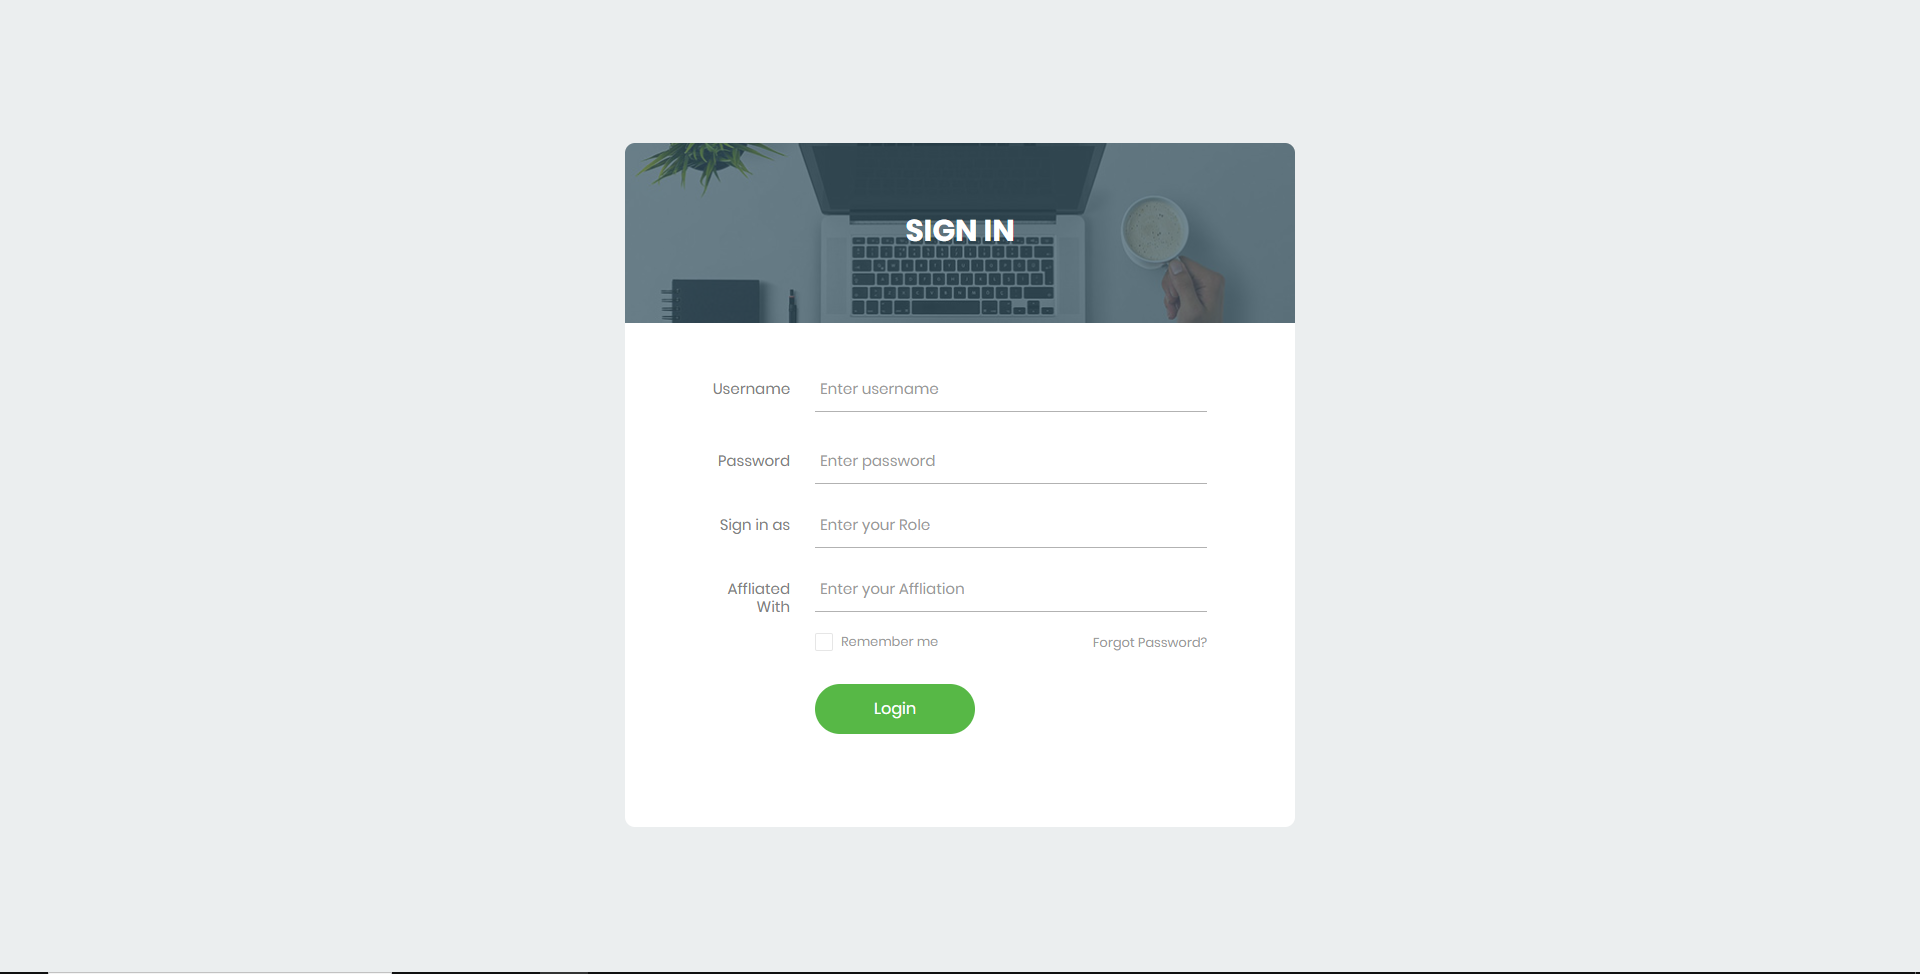 SIGN IN
Username
Enter username
Password
Enter password
Sign in as
Enter your Role
Affliated
With
Enter your Affliation
Remember me
Forgot Password?
Login